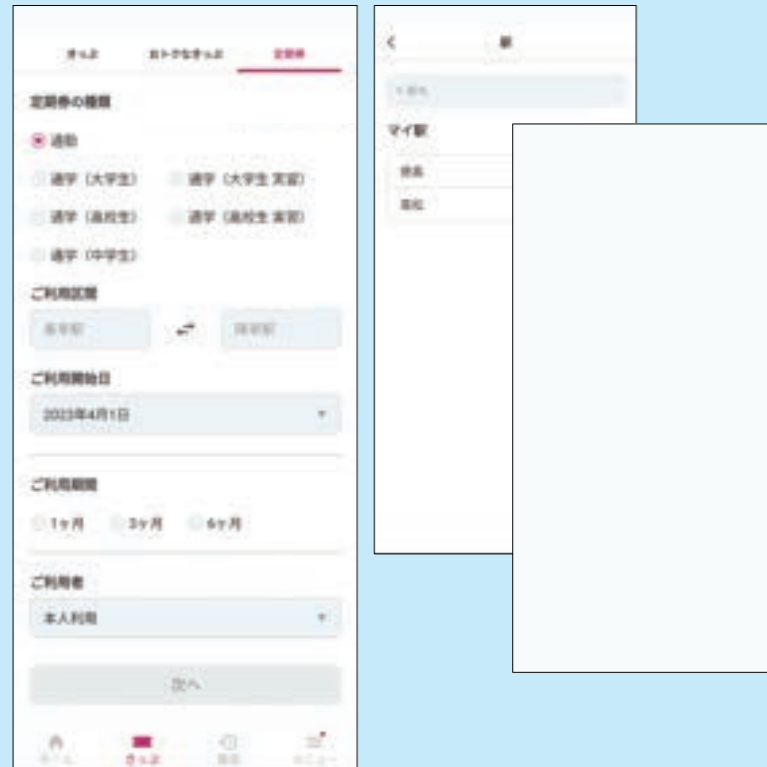 きっぷ
おトクなきっぷ
定期券
定期券の種類
通勤
通学（大学生）
通学（大学生 実習）
通学（高校生）
通学（高校生 実習）
通学（中学生）
ご利用区間
乗車駅
降車駅
ご利用開始日
2023年4月1日
ご利用期間
1ヶ月
3ヶ月
6ヶ月
ご利用者
本人利用
次へ
ホーム
きっぷ
メニュー
駅
マイ駅
徳島
高松